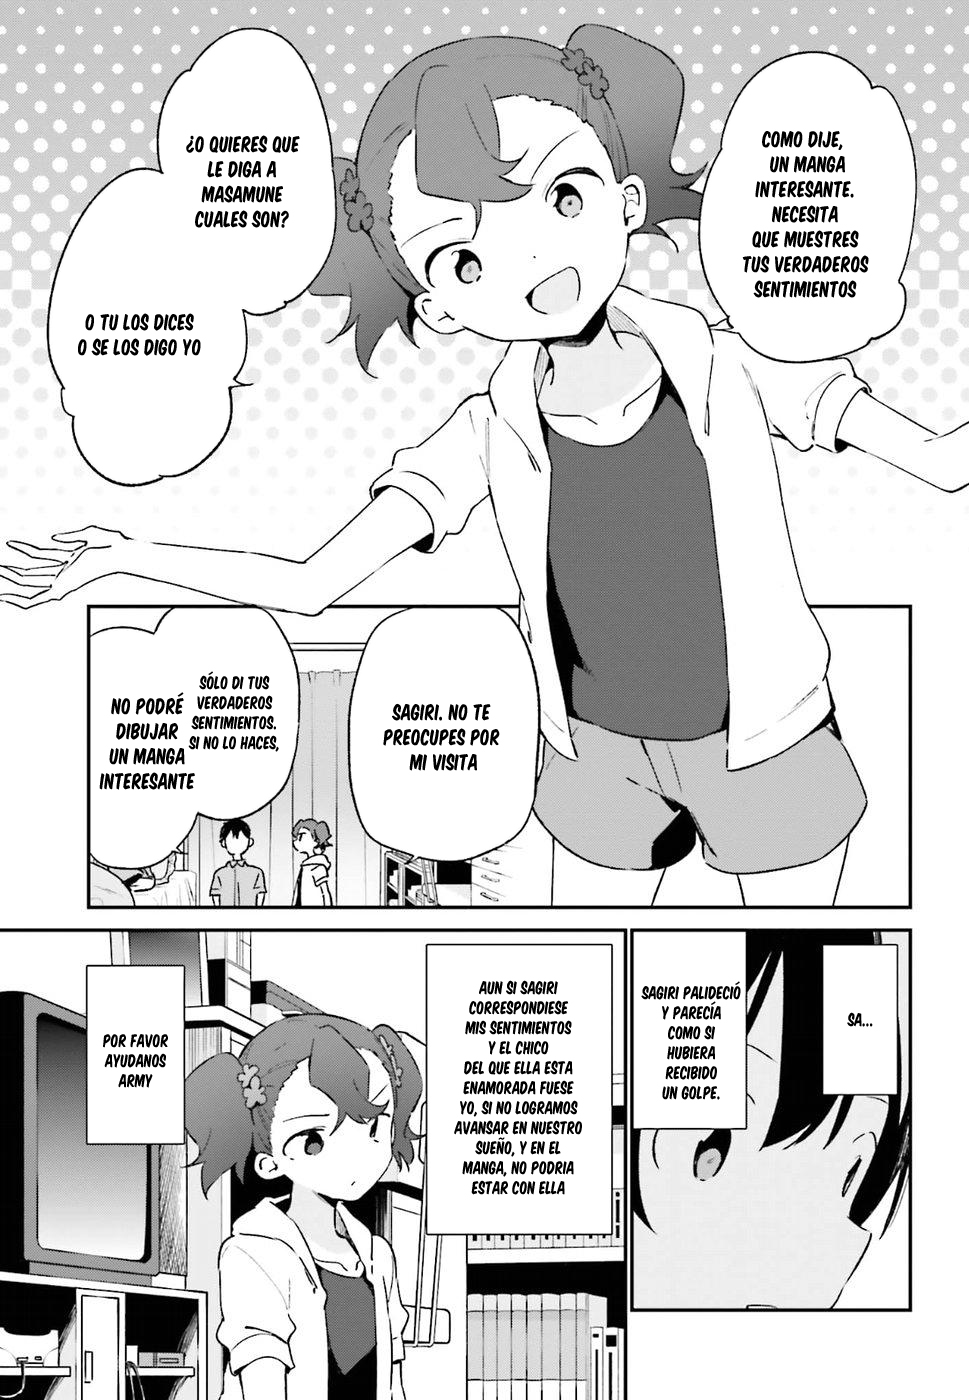 COMO DIJE,
UN MANGA
INTERESANTE.
NECESITA
QUE MUESTRES
TUS VERDADEROS
SENTIMIENTOS
¿O QUIERES QUE
LE DIGA A
MASAMUNE
CUALES SON?
O TU LOS DICES
O SE LOS DIGO YO
SAGIRI. NO TE
PREOCUPES POR
MI VISITA
SÓLO DI TUS
VERDADEROS
SENTIMIENTOS.
SI NO LO HACES,
NO PODRÉ
DIBUJAR
UN MANGA
INTERESANTE
SA...
SAGIRI PALIDECIÓ
Y PARECÍA
COMO SI
HUBIERA
RECIBIDO
UN GOLPE.
AUN SI SAGIRI
CORRESPONDIESE
MIS SENTIMIENTOS
Y EL CHICO
DEL QUE ELLA ESTA
ENAMORADA FUESE
YO, SI NO LOGRAMOS
AVANSAR EN NUESTRO
SUEÑO, Y EN EL
MANGA, NO PODRIA
ESTAR CON ELLA
POR FAVOR
AYUDANOS
ARMY